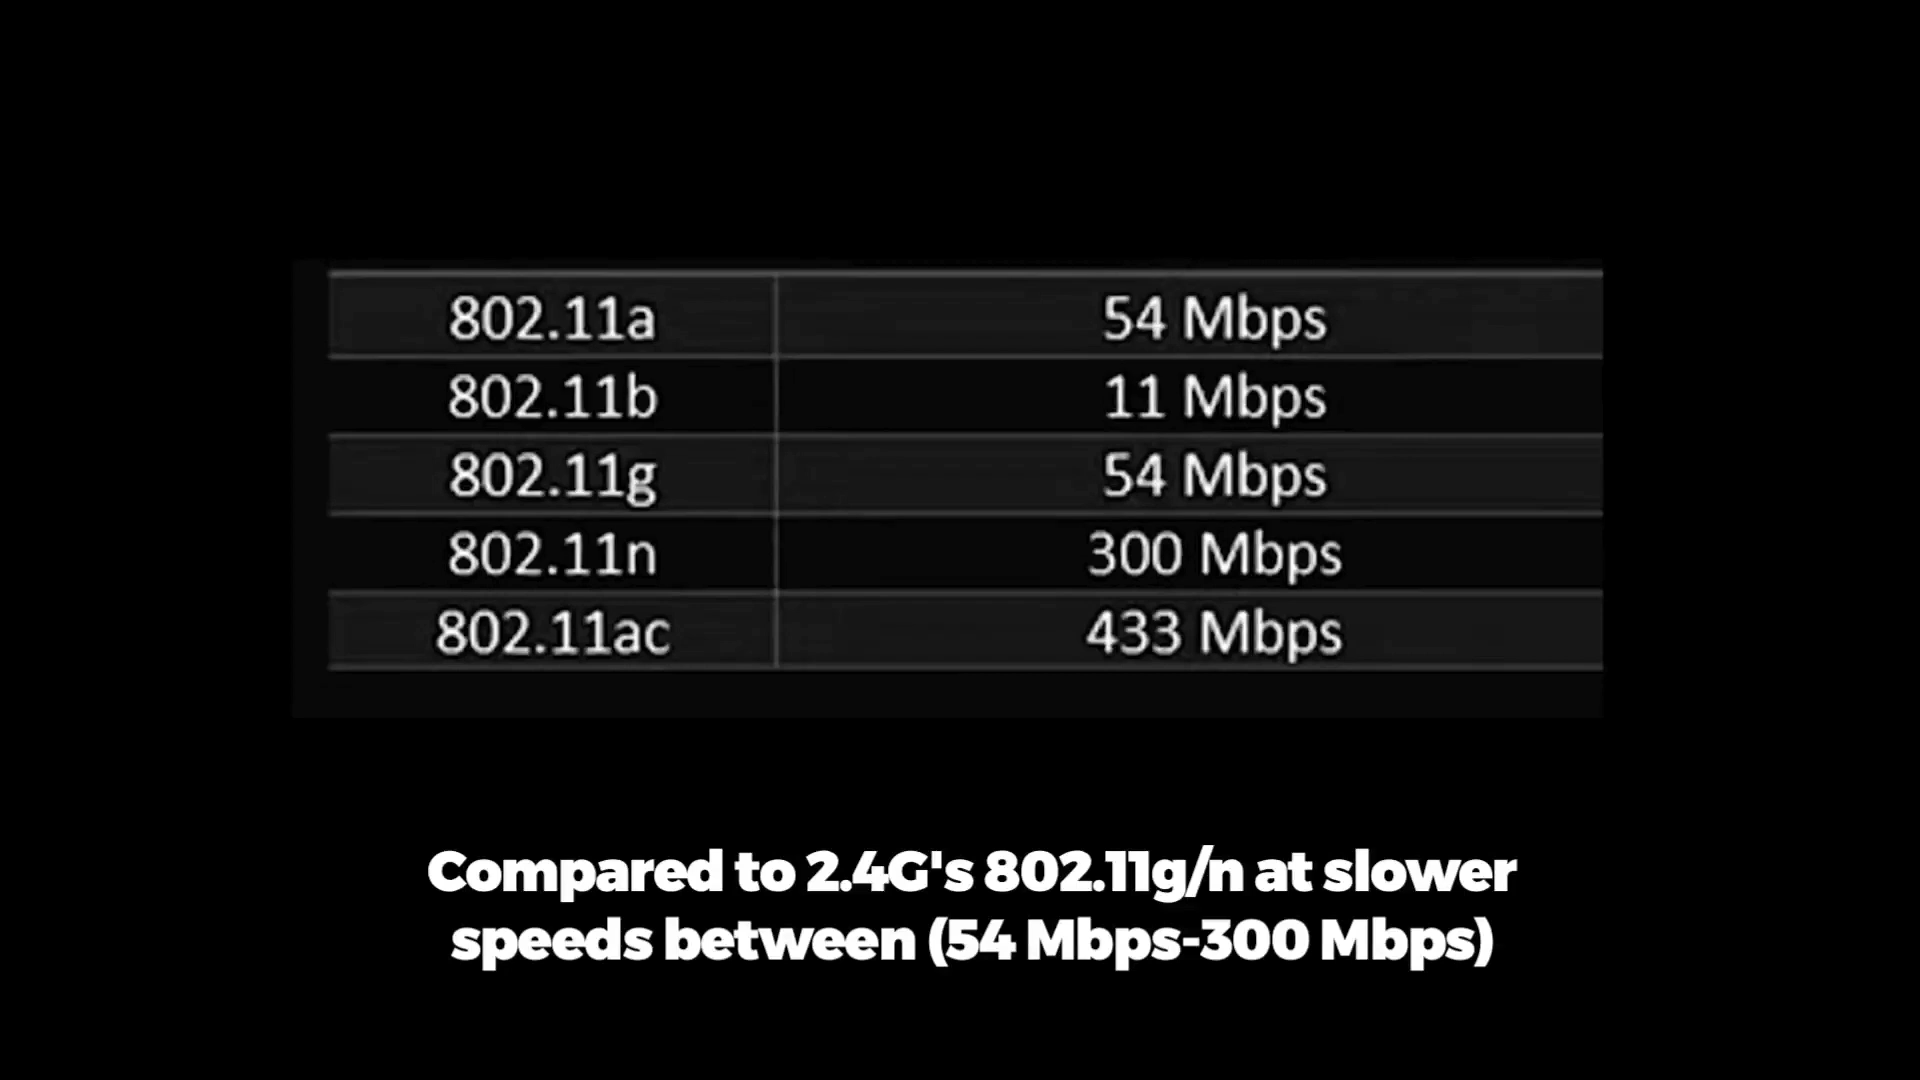 802.11a 54 Mbps
802.11b 11 Mbps
802.11g 54 Mbps
802.11n 300 Mbps
802.11ac 433 Mbps
Compared to 2.4G's 802.11g/n at slower
speeds between (54 Mbps-300 Mbps)